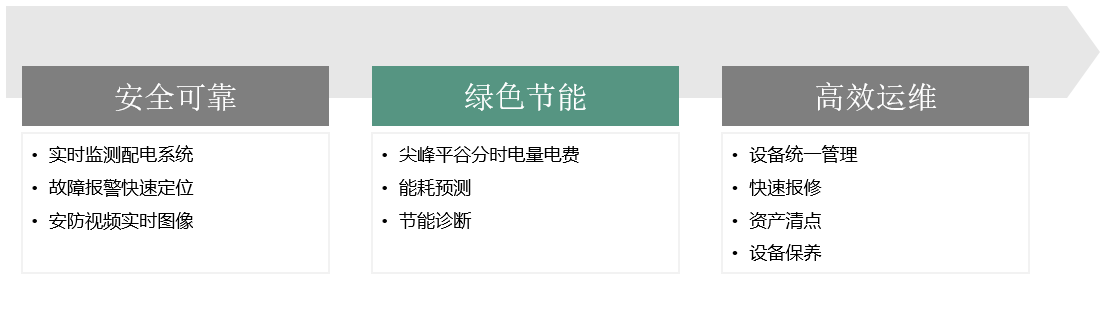 安全可靠
• 实时监测配电系统
• 故障报警快速定位
• 安防视频实时图像
绿色节能
• 尖峰平谷分时电量电费
• 能耗预测
• 节能诊断
高效运维
• 设备统一管理
• 快速报修
• 资产清点
• 设备保养